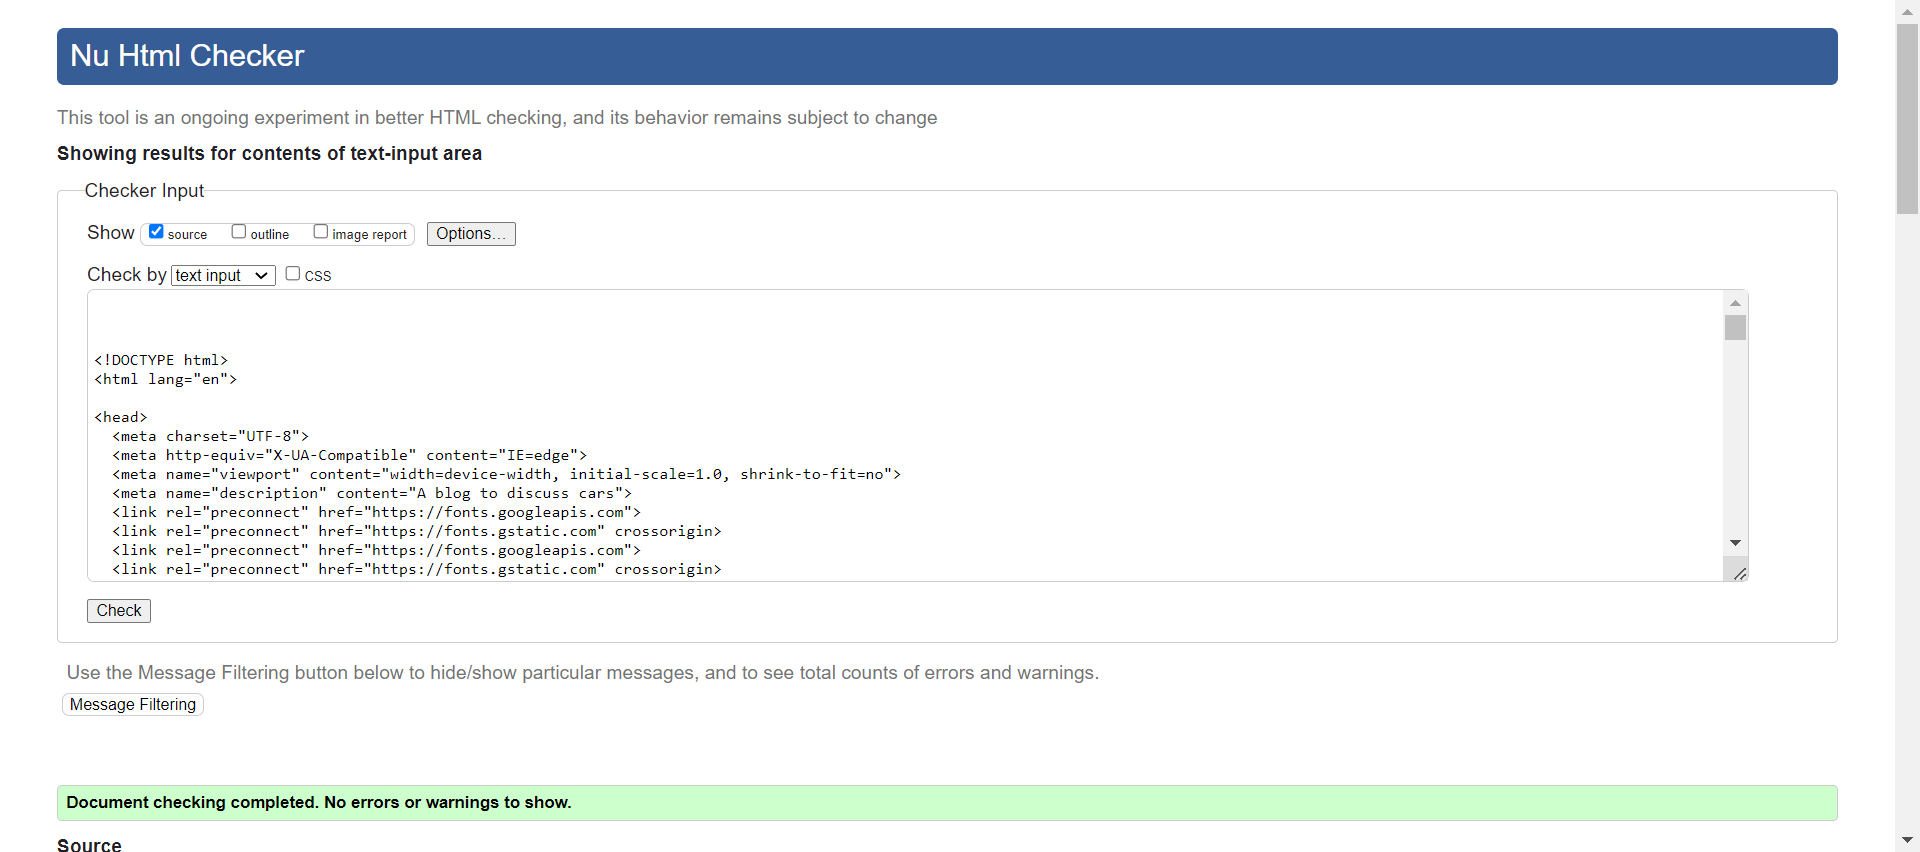 Nu Html Checker
This tool is an ongoing experiment in better HTML checking, and its behavior remains subject to change
Showing results for contents of text-input area
Checker Input
Show source outline image report Options...
Check by text input CSS
<!DOCTYPE html>
<html lang="en">
<head>
<meta charset="UTF-8">
<meta http-equiv="X-UA-Compatible" content="IE=edge">
<meta name="viewport" content="width=device-width, initial-scale=1.0, shrink-to-fit=no">
<meta name="description" content="A blog to discuss cars">
<link rel="preconnect" href="https://fonts.googleapis.com">
<link rel="preconnect" href="https://fonts.gstatic.com" crossorigin>
<link rel="preconnect" href="https://fonts.googleapis.com">
<link rel="preconnect" href="https://fonts.gstatic.com" crossorigin>
Check
Use the Message Filtering button below to hide/show particular messages, and to see total counts of errors and warnings.
Message Filtering
Document checking completed. No errors or warnings to show.
Source